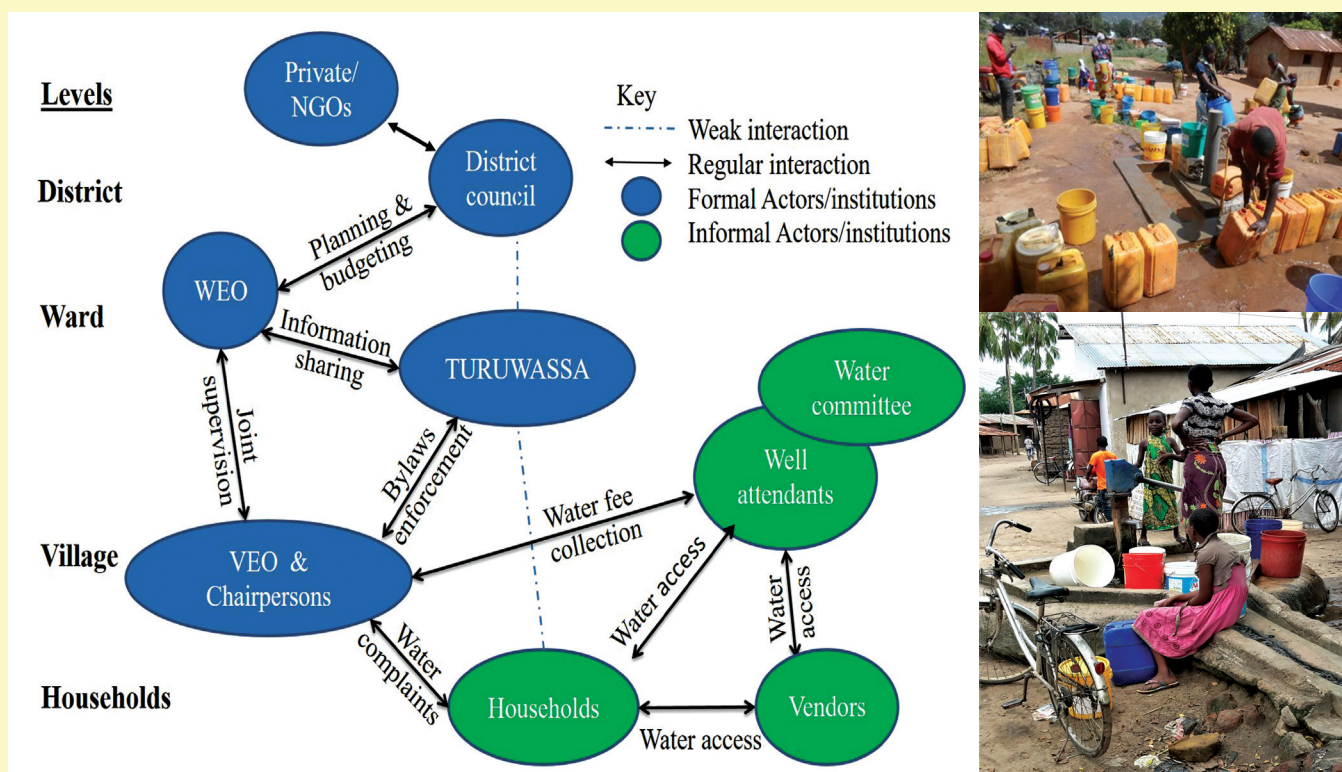 Levels
District
Ward
Village
Households
Private/
NGOs
District
council
Planning &
budgeting
WEO
Information
sharing
TURUWASSA
Joint
supervision
Bylaws
enforcement
VEO &
Chairpersons
Water fee
collection
Water
committee
Well
attendants
Water access
Water
access
Water
complaints
Households
Water access
Vendors
Key
Weak interaction
Regular interaction
Formal Actors/institutions
Informal Actors/institutions